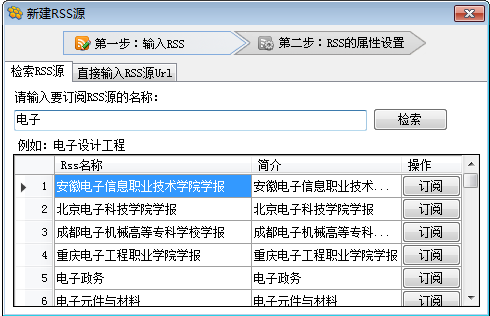 新建RSS源
第一步：输入RSS 第二步：RSS的属性设置
检索RSS源 直接输入RSS源Url
请输入要订阅RSS源的名称：
电子 检索
例如：电子设计工程
Rss名称 简介 操作
1 安徽电子信息职业技术学院学报 安徽电子信息职业技术... 订阅
2 北京电子科技学院学报 北京电子科技学院学报 订阅
3 成都电子机械高等专科学校学报 成都电子机械高等专科... 订阅
4 重庆电子工程职业学院学报 重庆电子工程职业学院学报 订阅
5 电子政务 电子政务 订阅
6 电子元件与材料 电子元件与材料 订阅